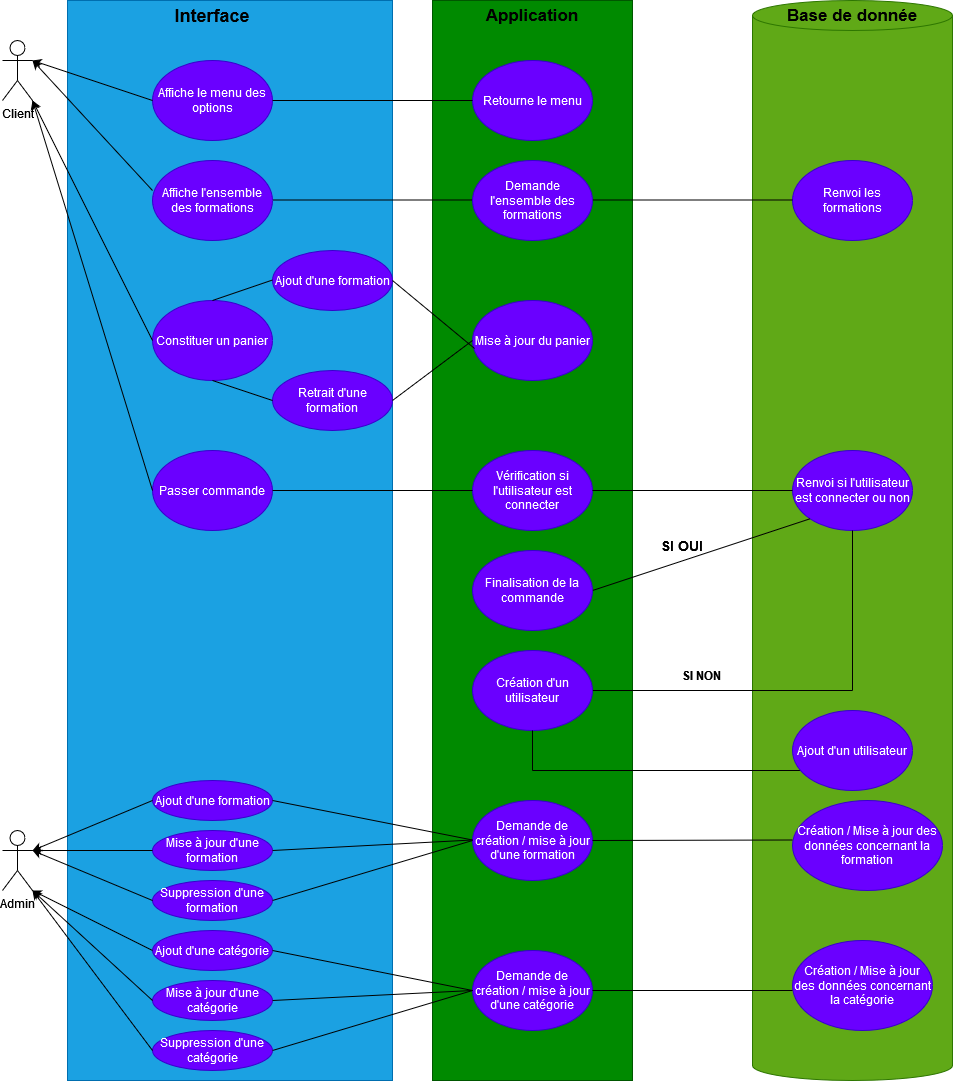 Interface
Application
Base de donnée
Client
Affiche le menu des
options
Retourne le menu
Affiche l'ensemble
des formations
Demande
l'ensemble des
formations
Renvoi les
formations
Ajout d'une formation
Constituer un panier
Mise à jour du panier
Retrait d'une
formation
Passer commande
Vérification si
l'utilisateur est
connecter
Renvoi si l'utilisateur
est connecter ou non
SI OUI
Finalisation de la
commande
SI NON
Création d'un
utilisateur
Ajout d'un utilisateur
Admin
Ajout d'une formation
Mise à jour d'une
formation
Suppression d'une
formation
Demande de
création / mise à jour
d'une formation
Création / Mise à jour des
données concernant la
formation
Ajout d'une catégorie
Mise à jour d'une
catégorie
Suppression d'une
catégorie
Demande de
création / mise à jour
d'une catégorie
Création / Mise à jour
des données concernant
la catégorie